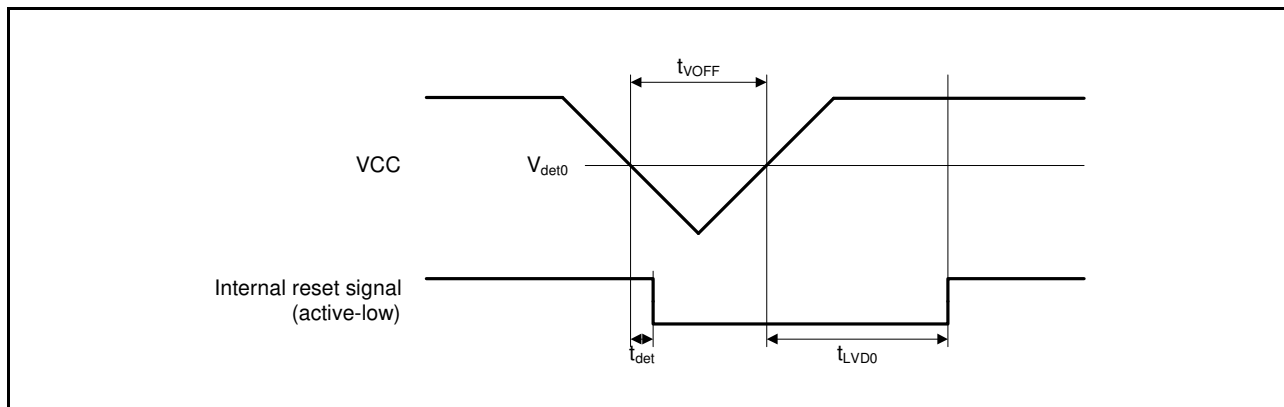 tVOFF
VCC
Vdet0
Internal reset signal
(active-low)
tdet
tLVD0